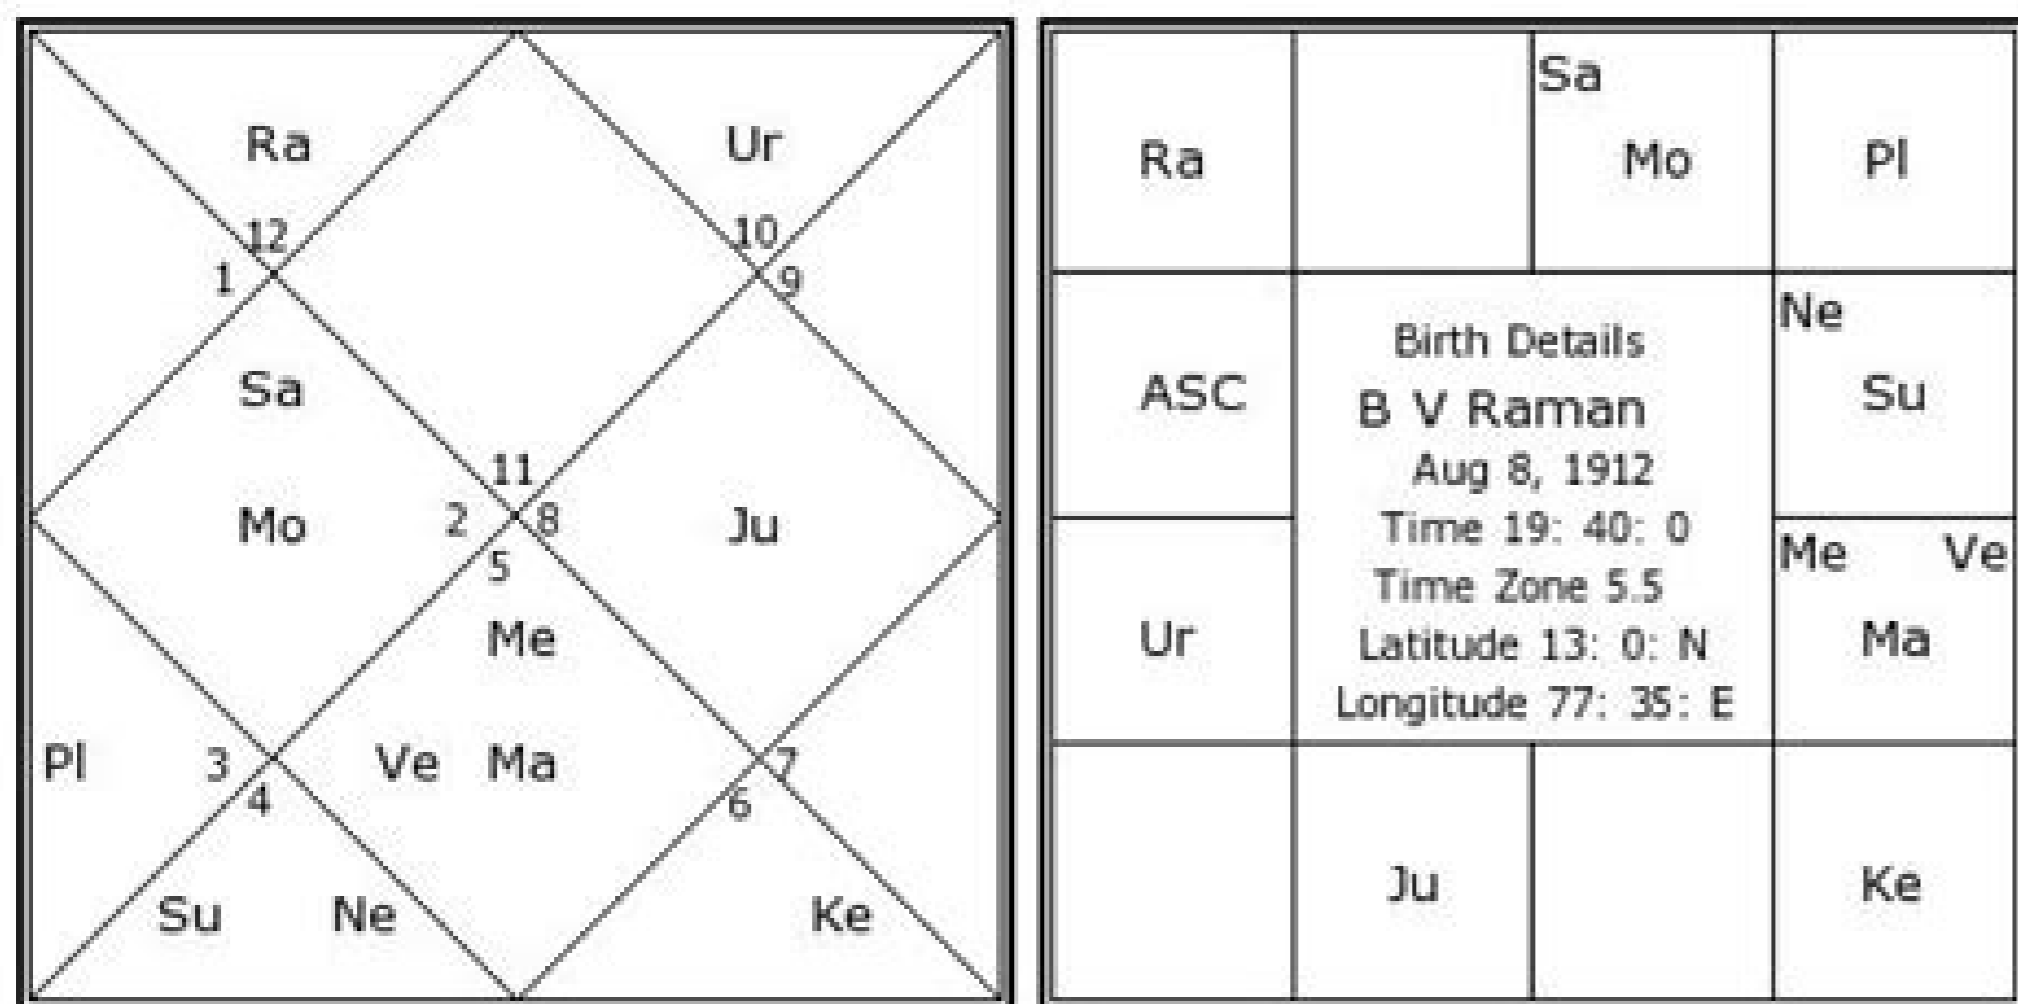 Ra
Ur
12
10
1
9
Sa
11
Mo
2
8
Ju
5
Me
Pl
3
Ve Ma
7
4
6
Su Ne
Ke
Sa
Ra
Mo
Pl
ASC
Ne
Su
Birth Details
B V Raman
Aug 8, 1912
Time 19: 40: 0
Time Zone 5.5
Latitude 13: 0: N
Longitude 77: 35: E
Ur
Me Ve
Ma
Ju
Ke